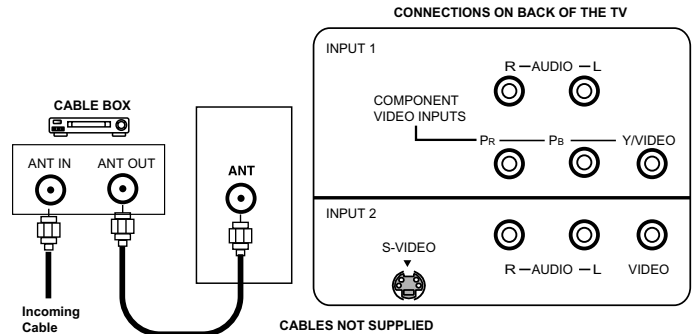 CONNECTIONS ON BACK OF THE TV
INPUT 1
R – AUDIO – L
COMPONENT
VIDEO INPUTS
PR PB Y/VIDEO
CABLE BOX
ANT IN ANT OUT
ANT
INPUT 2
S-VIDEO
R – AUDIO – L VIDEO
Incoming
Cable
CABLES NOT SUPPLIED